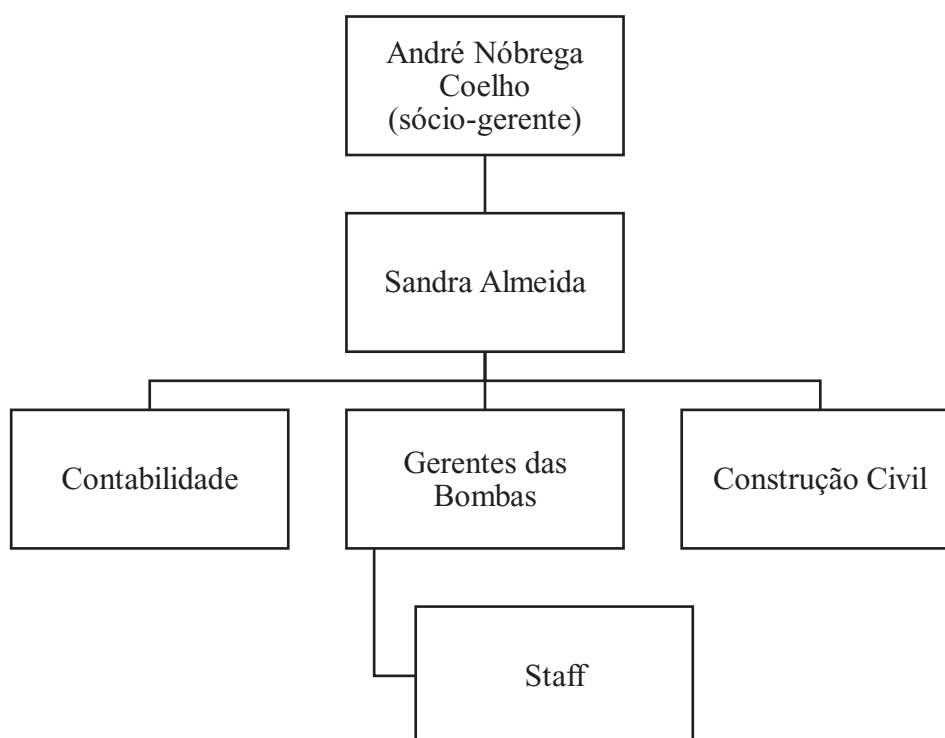 André Nóbrega
Coelho
(sócio-gerente)
Sandra Almeida
Contabilidade
Gerentes das
Bombas
Construção Civil
Staff